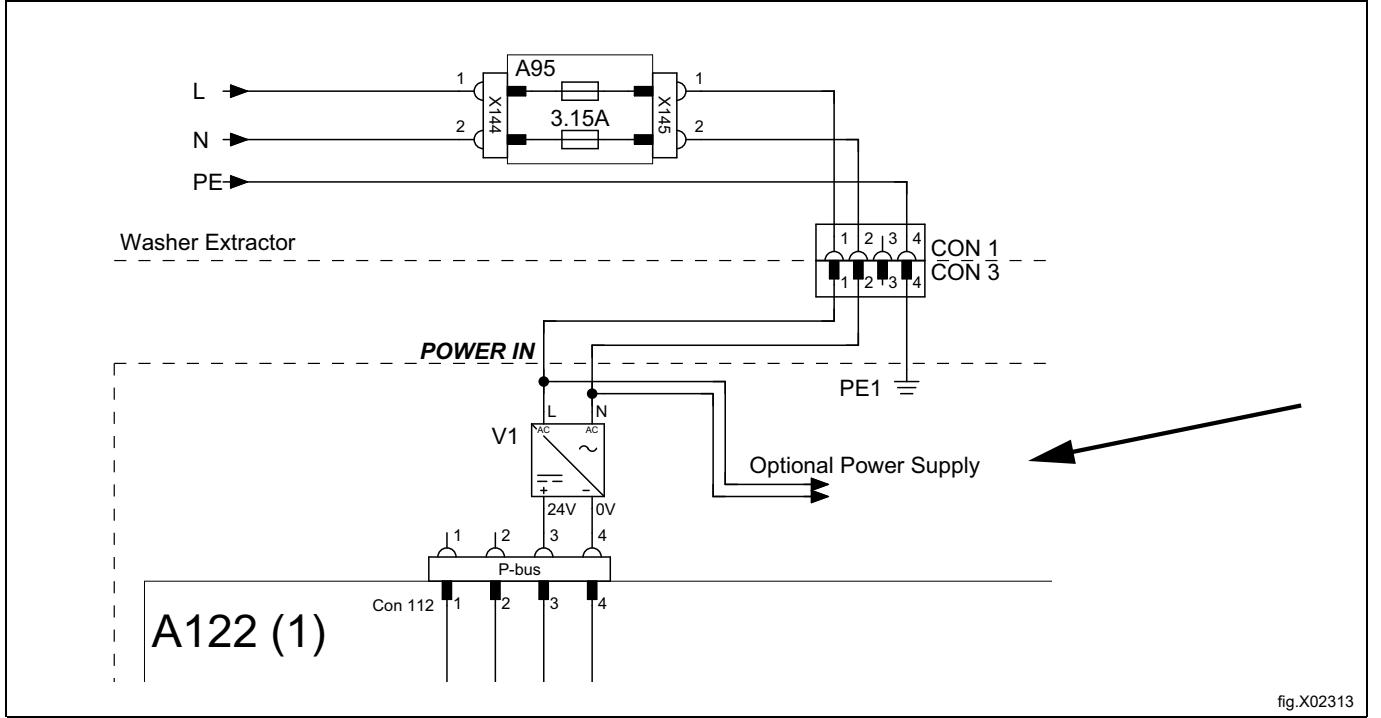 A95
L
1
X144
3.15A
X145
1
N
2
2
PE
Washer Extractor
1 2 3 4
CON 1
CON 3
1 2 3 4
POWER IN
PE1
L N
V1
AC AC
Optional Power Supply
+ −
24V 0V
1 2 3 4
P-bus
Con 112
1 2 3 4
A122 (1)
fig.X02313